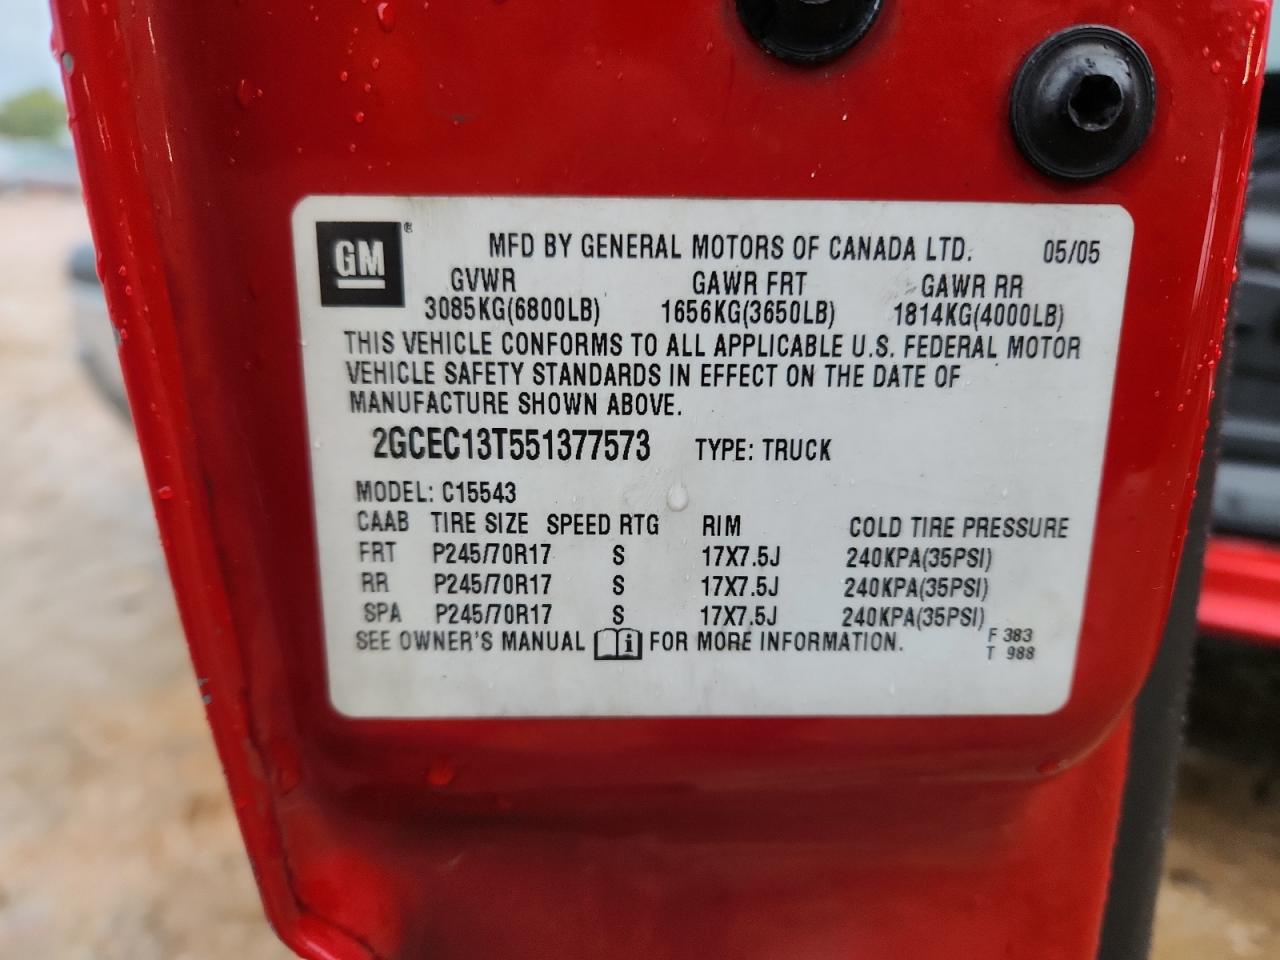 GM®
MFD BY GENERAL MOTORS OF CANADA LTD. 05/05
GVWR GAWR FRT GAWR RR
3085KG(6800LB) 1656KG(3650LB) 1814KG(4000LB)
THIS VEHICLE CONFORMS TO ALL APPLICABLE U.S. FEDERAL MOTOR
VEHICLE SAFETY STANDARDS IN EFFECT ON THE DATE OF
MANUFACTURE SHOWN ABOVE.
2GCEC13T551377573 TYPE: TRUCK
MODEL: C15543
CAAB TIRE SIZE SPEED RTG RIM COLD TIRE PRESSURE
FRT P245/70R17 S 17X7.5J 240KPA(35PSI)
RR P245/70R17 S 17X7.5J 240KPA(35PSI)
SPA P245/70R17 S 17X7.5J 240KPA(35PSI)
SEE OWNER'S MANUAL i FOR MORE INFORMATION. F 383
T 988